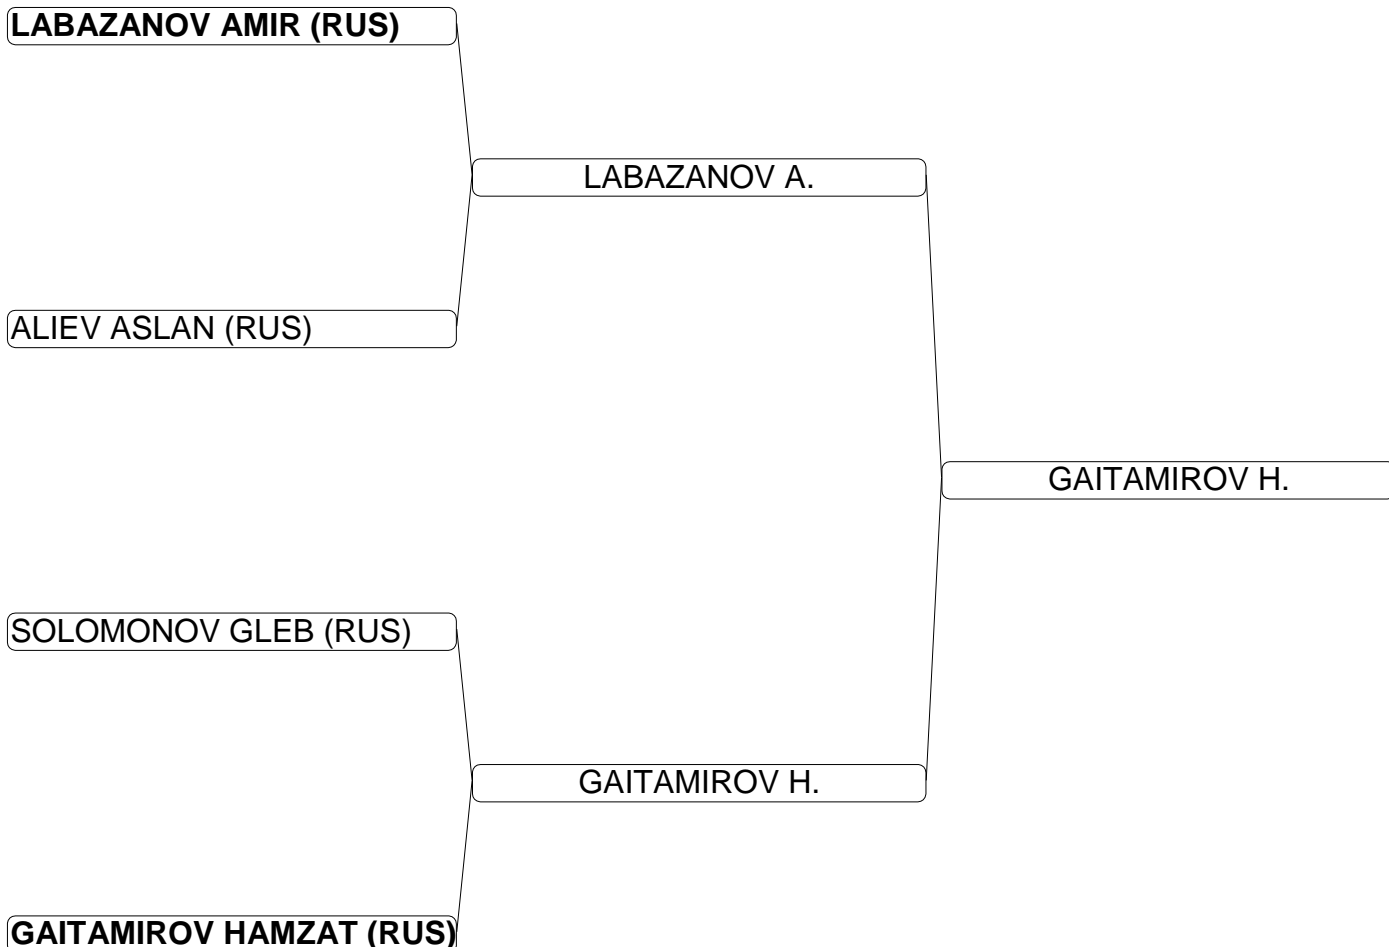 LABAZANOV AMIR (RUS)
LABAZANOV A.
ALIEV ASLAN (RUS)
GAITAMIROV H.
SOLOMONOV GLEB (RUS)
GAITAMIROV H.
GAITAMIROV HAMZAT (RUS)